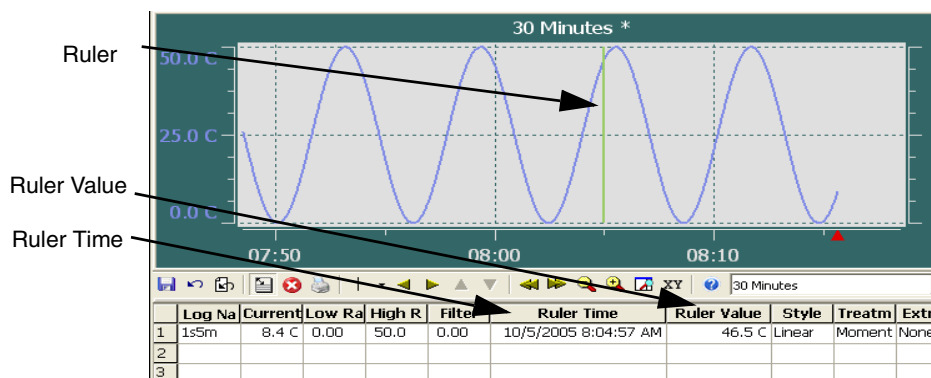 30 Minutes *
Ruler
50.0 C
25.0 C
Ruler Value
0.0 C
Ruler Time
07:50 08:00 08:10
XY 30 Minutes
Log Na Current Low Ra High R Filter Ruler Time Ruler Value Style Treatm Extr
1 1s5m 8.4 C 0.00 50.0 0.00 10/5/2005 8:04:57 AM 46.5 C Linear Moment None
2
3